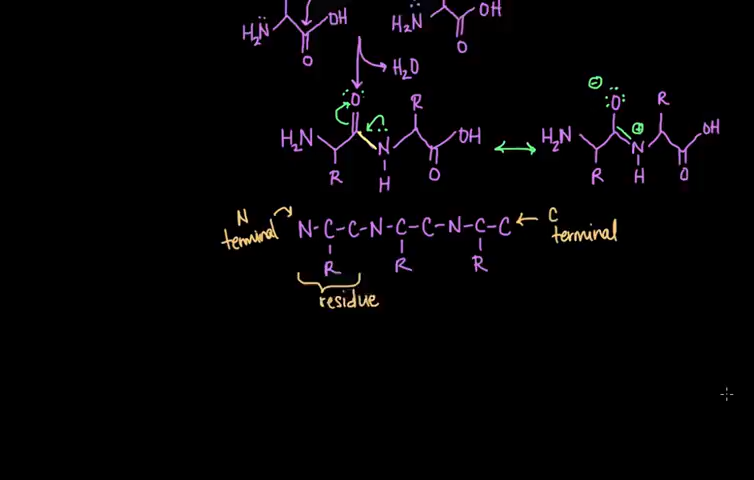 H₂N OH H₂N OH
O O
H₂O
O R ⊖ O R
H₂N N OH H₂N ⊕ N OH
R H O R H O
N terminal N-C-C-N-C-C-N-C-C C terminal
R R R
residue